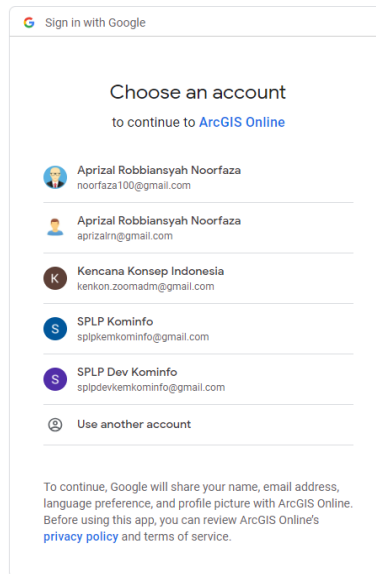 Sign in with Google
Choose an account
to continue to ArcGIS Online
Aprizal Robbiansyah Noorfaza
noorfaza100@gmail.com
Aprizal Robbiansyah Noorfaza
aprizalrn@gmail.com
K
Kencana Konsep Indonesia
kenkon.zoomadm@gmail.com
S
SPLP Kominfo
splpkemkominfo@gmail.com
S
SPLP Dev Kominfo
splpdevkemkominfo@gmail.com
Use another account
To continue, Google will share your name, email address,
language preference, and profile picture with ArcGIS Online.
Before using this app, you can review ArcGIS Online's
privacy policy and terms of service.